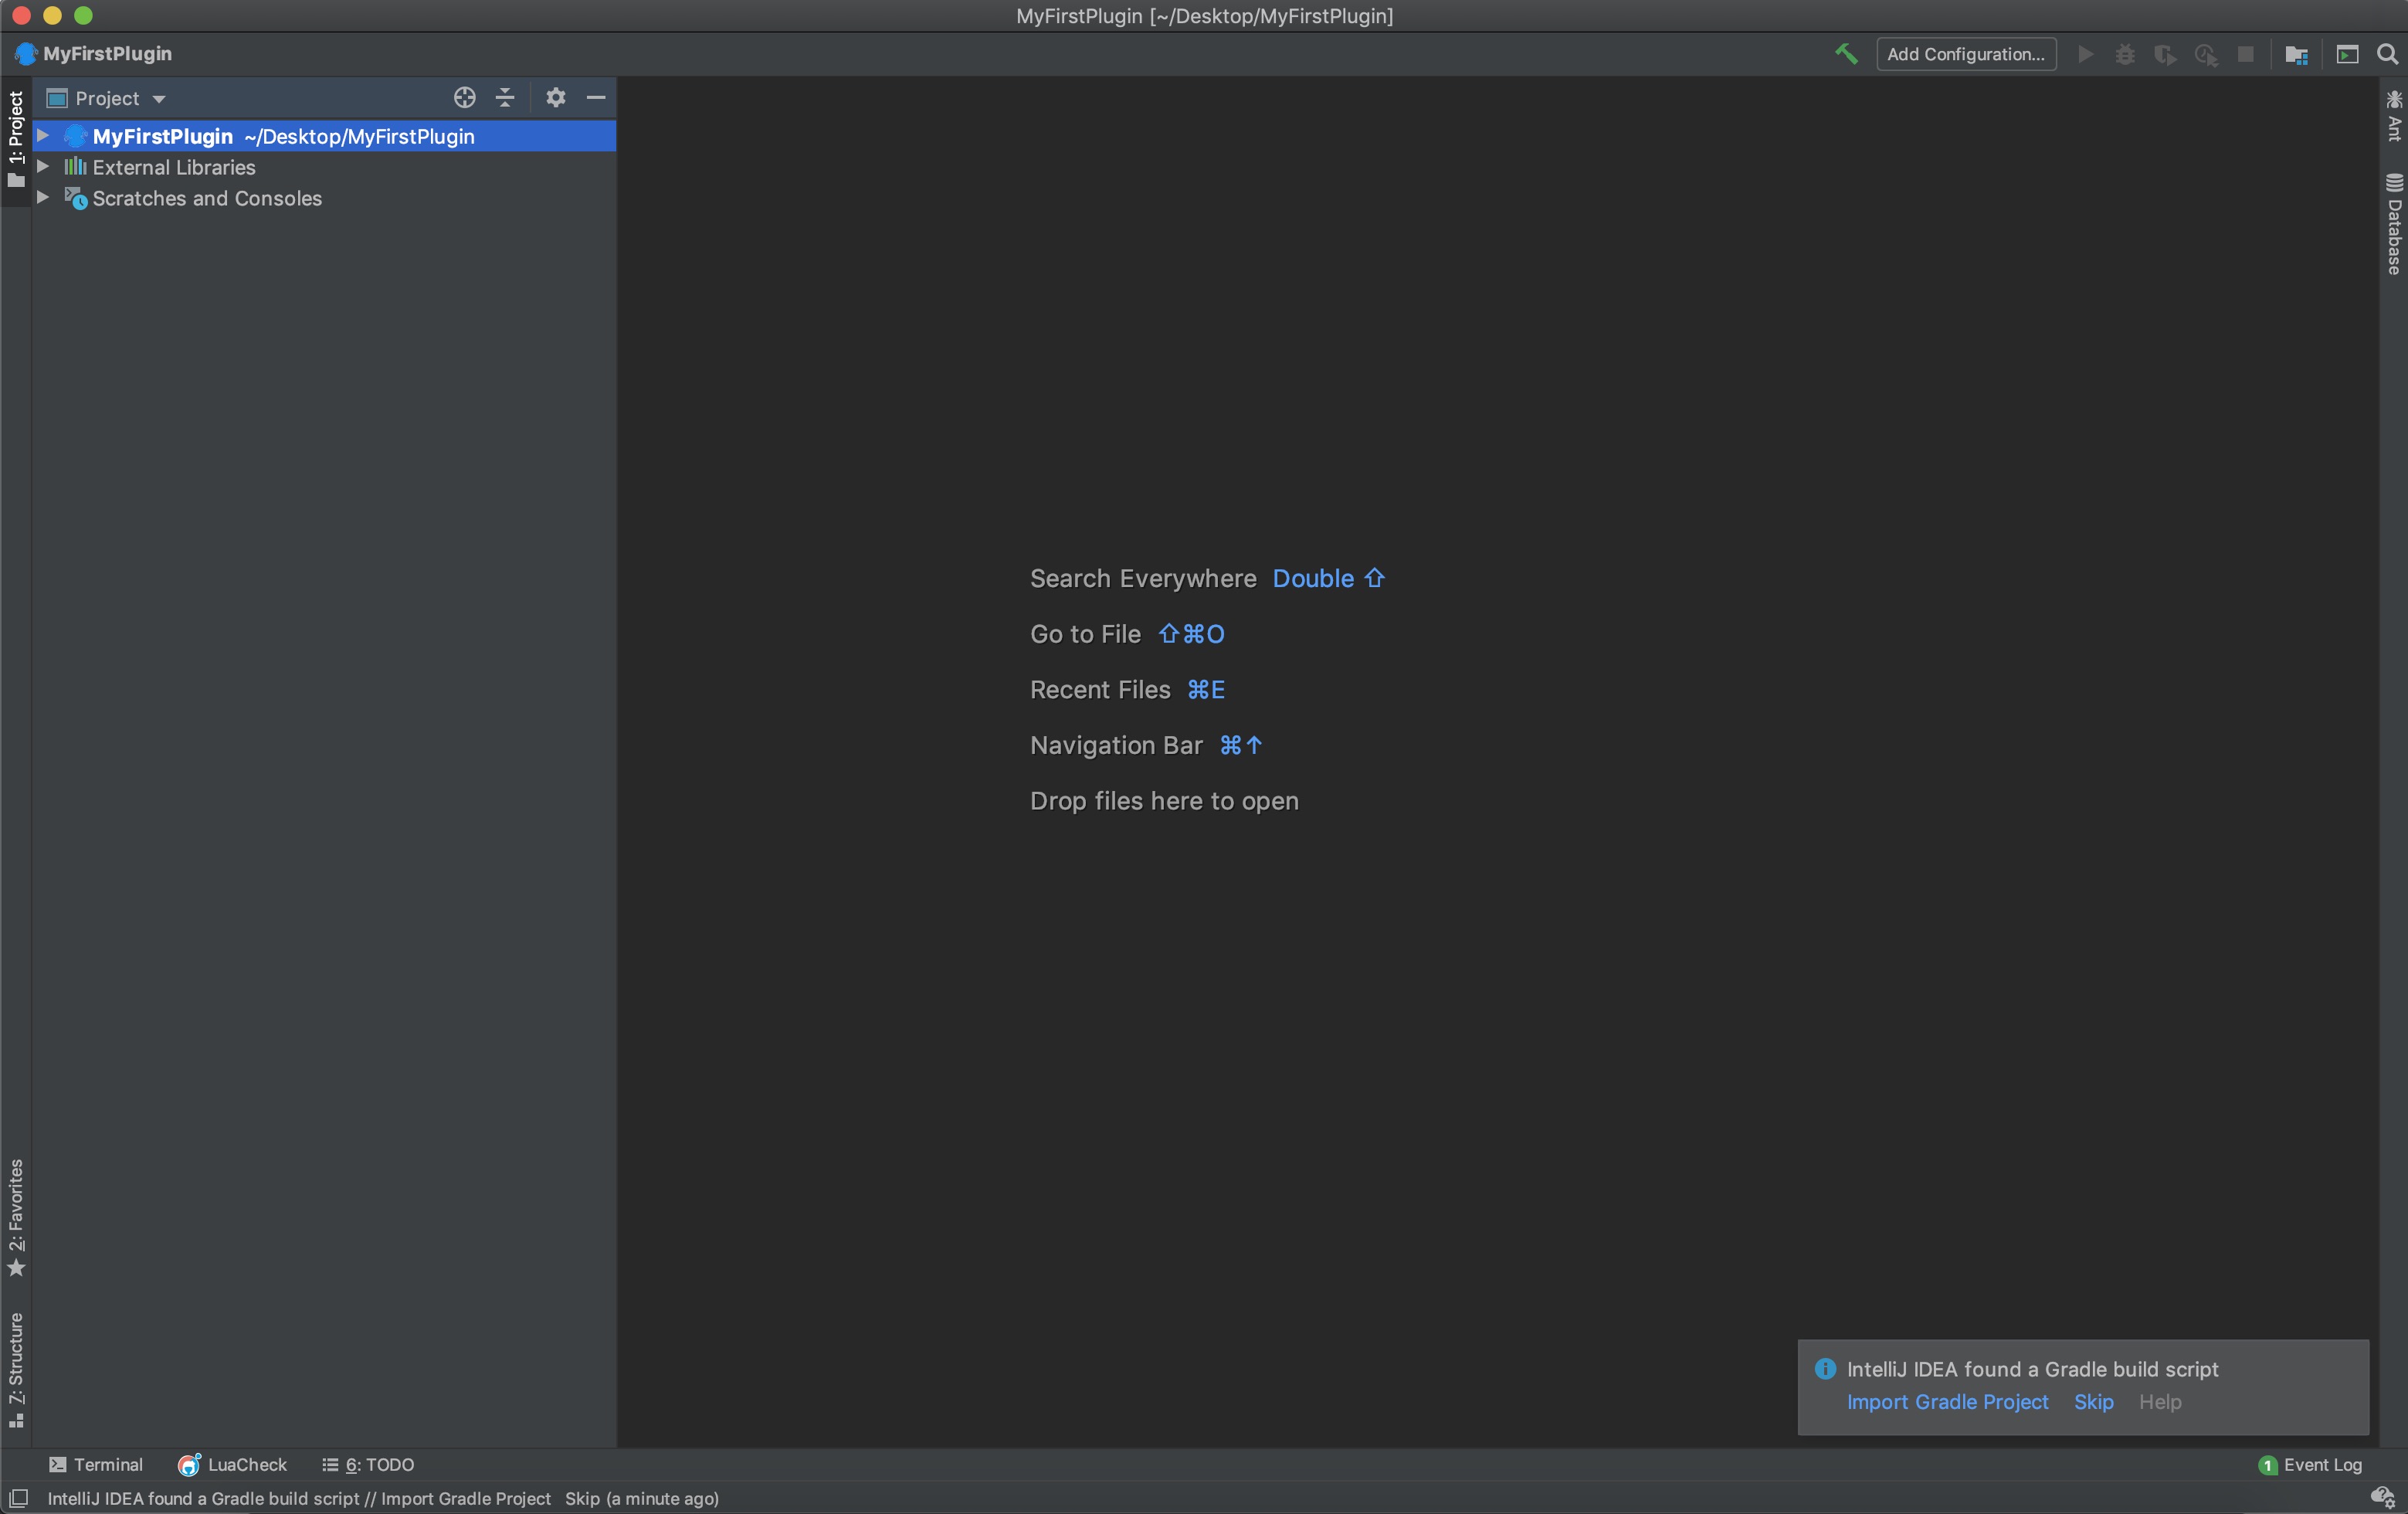 MyFirstPlugin [~/Desktop/MyFirstPlugin]
MyFirstPlugin
Add Configuration...
1: Project
Project
MyFirstPlugin ~/Desktop/MyFirstPlugin
External Libraries
Scratches and Consoles
Ant
Database
Search Everywhere Double ⇧
Go to File ⇧⌘O
Recent Files ⌘E
Navigation Bar ⌘↑
Drop files here to open
2: Favorites
Z: Structure
IntelliJ IDEA found a Gradle build script
Import Gradle Project Skip Help
Terminal LuaCheck 6: TODO
1 Event Log
IntelliJ IDEA found a Gradle build script // Import Gradle Project Skip (a minute ago)